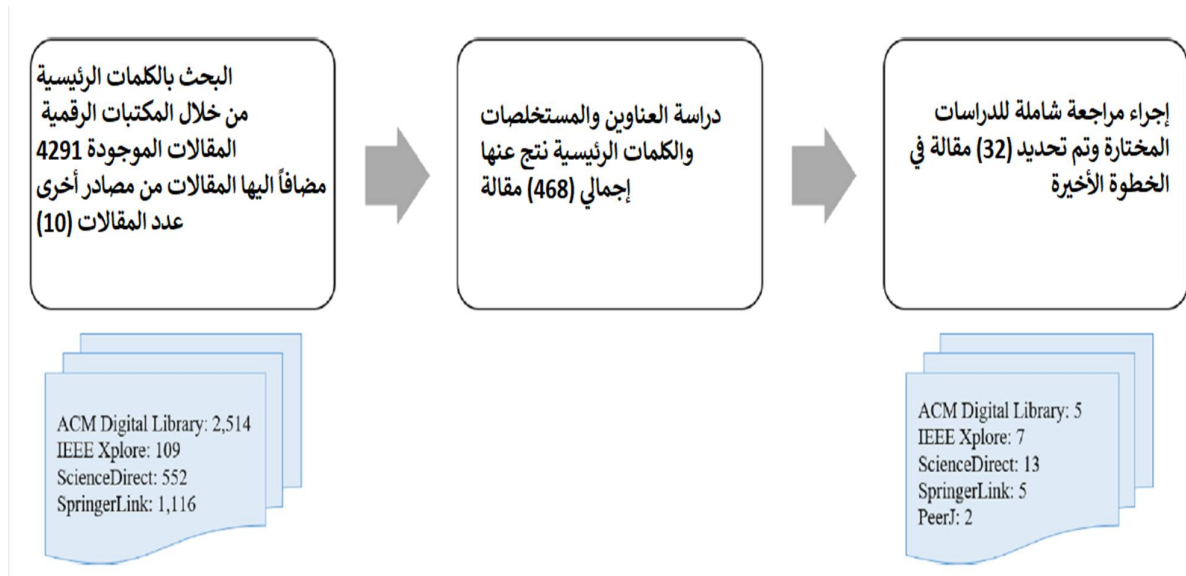 البحث بالكلمات الرئيسية
من خلال المكتبات الرقمية
المقالات الموجودة 4291
مضافاً اليها المقالات من مصادر أخرى
عدد المقالات (10)
دراسة العناوين والمستخلصات
والكلمات الرئيسية نتج عنها
إجمالي (468) مقالة
إجراء مراجعة شاملة للدراسات
المختارة وتم تحديد (32) مقالة في
الخطوة الأخيرة
ACM Digital Library: 2,514
IEEE Xplore: 109
ScienceDirect: 552
SpringerLink: 1,116
ACM Digital Library: 5
IEEE Xplore: 7
ScienceDirect: 13
SpringerLink: 5
PeerJ: 2